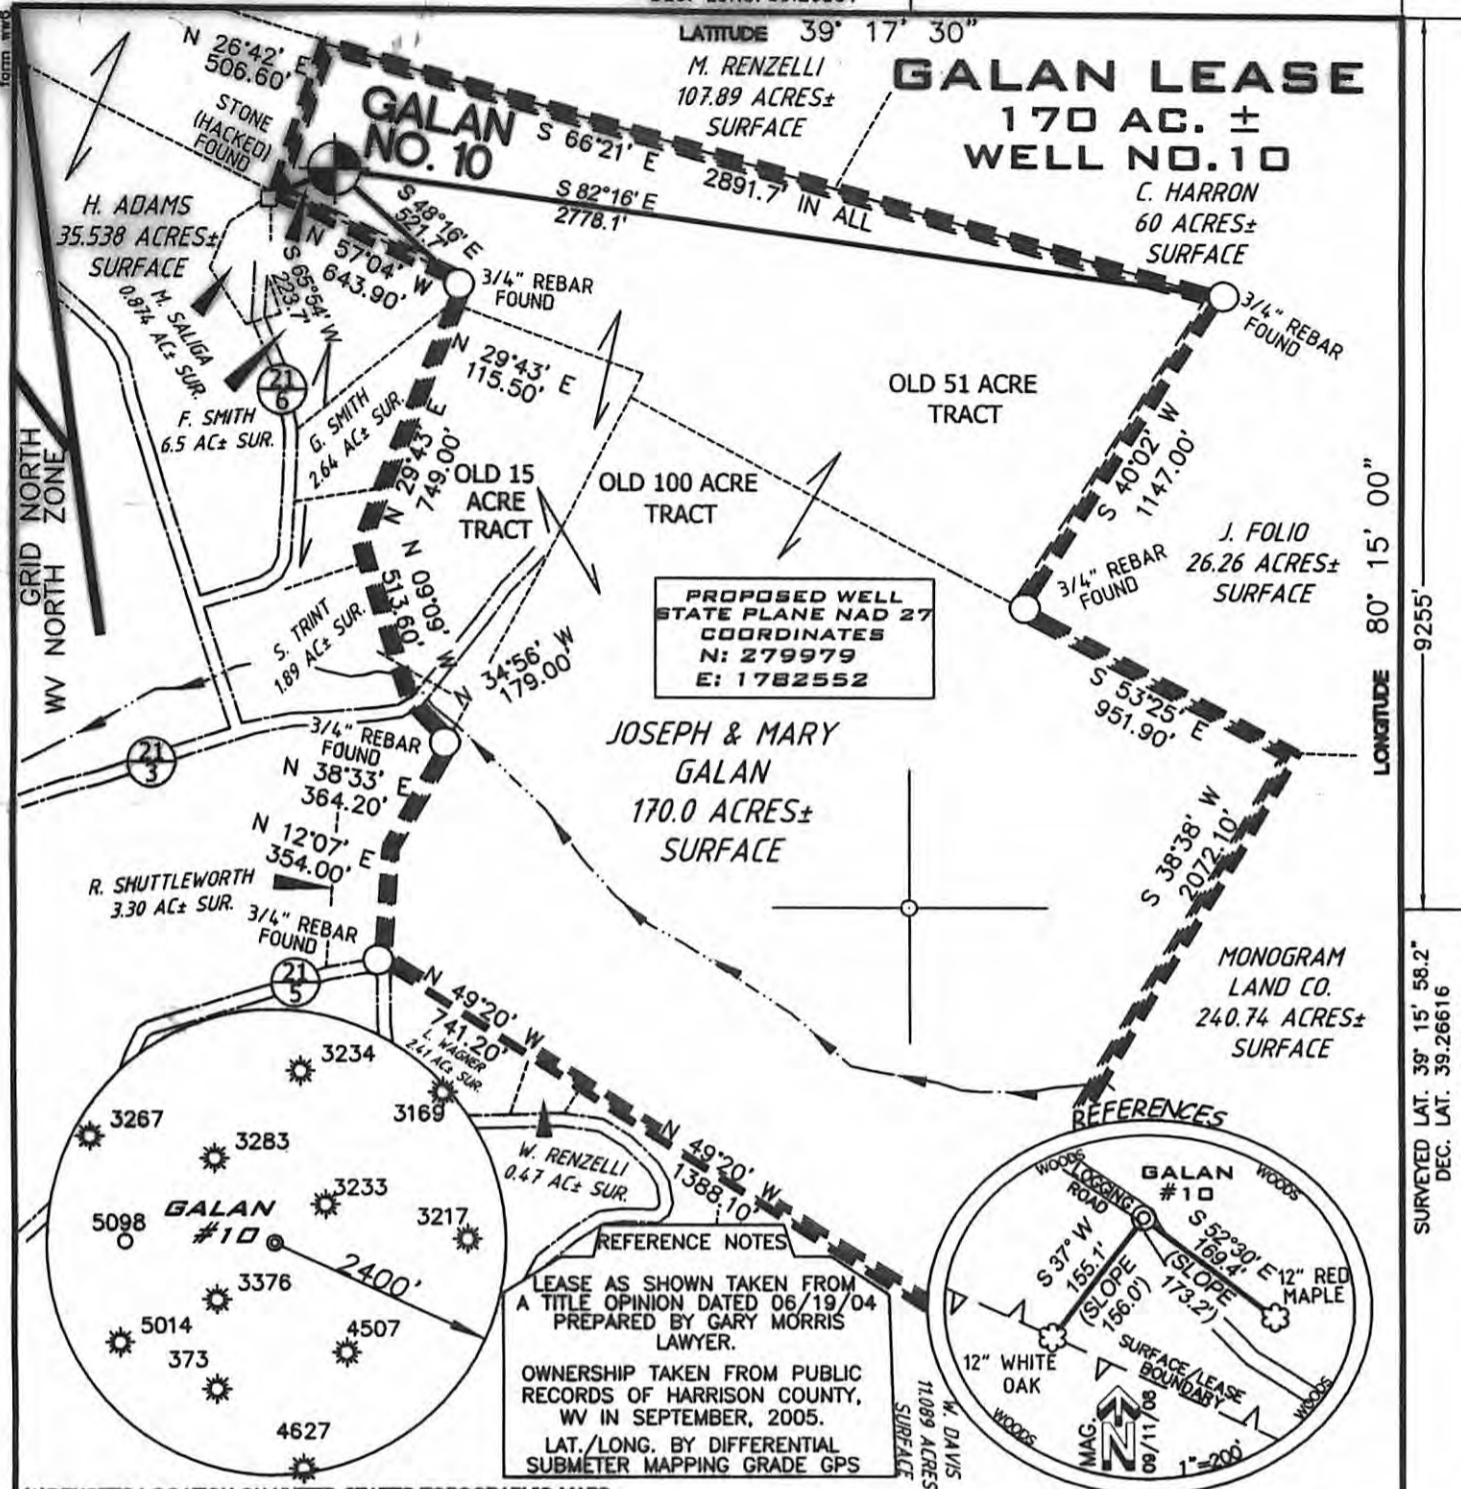 LATITUDE 39° 17' 30"
GALAN LEASE
170 AC. ±
WELL NO.10
M. RENZELLI
107.89 ACRES±
SURFACE
N 26°42' E
506.60'
STONE
(HACKED)
FOUND
GALAN
NO. 10
S 66°21' E
2891.7' IN ALL
S 82°16' E
2778.1'
S 48°16' E
521.7'
C. HARRON
60 ACRES±
SURFACE
H. ADAMS
35.538 ACRES±
SURFACE
N 57°04' W
643.90'
S 65°54' W
223.7'
3/4" REBAR
FOUND
3/4" REBAR
FOUND
M. SALIGA
0.874 AC± SUR.
21
6
F. SMITH
6.5 AC± SUR.
G. SMITH
2.64 AC± SUR.
N 29°43' E
115.50'
N 29°43' E
749.00'
OLD 51 ACRE
TRACT
OLD 15
ACRE
TRACT
OLD 100 ACRE
TRACT
S 40°02' W
1147.00'
J. FOLIO
26.26 ACRES±
SURFACE
3/4" REBAR
FOUND
GRID NORTH
WV NORTH ZONE
N 09°09' W
513.60'
S. TRINT
1.89 AC± SUR.
N 34°56' W
179.00'
PROPOSED WELL
STATE PLANE NAD 27
COORDINATES
N: 279979
E: 1782552
S 53°25' E
951.90'
LONGITUDE 80° 15' 00"
9255'
21
3
3/4" REBAR
FOUND
N 38°33' E
364.20'
JOSEPH & MARY
GALAN
170.0 ACRES±
SURFACE
N 12°07' E
354.00'
R. SHUTTLEWORTH
3.30 AC± SUR.
3/4" REBAR
FOUND
S 38°38' W
2072.10'
21
5
MONOGRAM
LAND CO.
240.74 ACRES±
SURFACE
SURVEYED LAT. 39° 15' 58.2"
DEC. LAT. 39.26616
N 49°20' W
741.20'
L. WAGNER
2.41 AC± SUR.
W. RENZELLI
0.47 AC± SUR.
N 49°20' W
1388.10'
3234
3169
3267
3283
3233
GALAN
#10
5098
3217
2400'
3376
5014
4507
373
4627
REFERENCE NOTES
LEASE AS SHOWN TAKEN FROM
A TITLE OPINION DATED 06/19/04
PREPARED BY GARY MORRIS
LAWYER.
OWNERSHIP TAKEN FROM PUBLIC
RECORDS OF HARRISON COUNTY,
WV IN SEPTEMBER, 2005.
LAT./LONG. BY DIFFERENTIAL
SUBMETER MAPPING GRADE GPS
W. DAVIS
11.089 ACRES
SURFACE
REFERENCES
WOODS
LOGGING
ROAD
GALAN
#10
WOODS
S 37° W
155.1'
(SLOPE
156.0')
S 52°30' E
169.4'
(SLOPE
173.2')
12" RED
MAPLE
12" WHITE
OAK
SURFACE/LEASE
BOUNDARY
WOODS
WOODS
MAG.
N
09/11/08
1"=200'